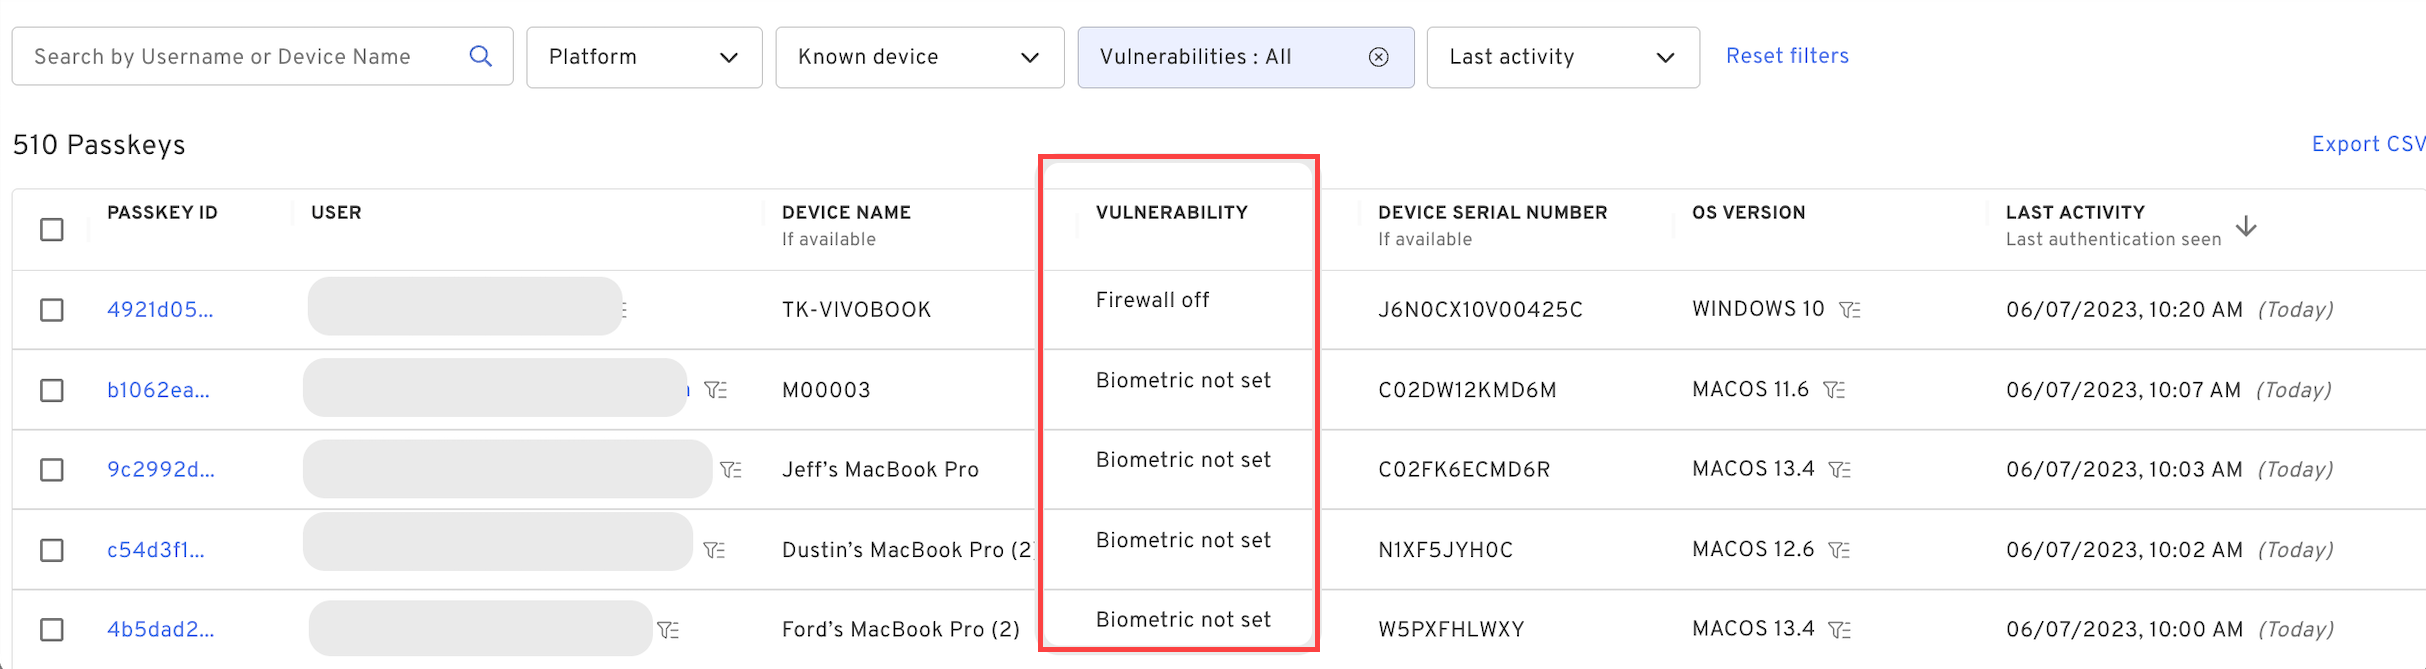 Search by Username or Device Name Platform Known device Vulnerabilities : All Last activity Reset filters
510 Passkeys Export CSV
PASSKEY ID USER DEVICE NAME VULNERABILITY DEVICE SERIAL NUMBER OS VERSION LAST ACTIVITY
If available If available Last authentication seen
4921d05... TK-VIVOBOOK Firewall off J6N0CX10V00425C WINDOWS 10 06/07/2023, 10:20 AM (Today)
b1062ea... M00003 Biometric not set C02DW12KMD6M MACOS 11.6 06/07/2023, 10:07 AM (Today)
9c2992d... Jeff's MacBook Pro Biometric not set C02FK6ECMD6R MACOS 13.4 06/07/2023, 10:03 AM (Today)
c54d3f1... Dustin's MacBook Pro (2) Biometric not set N1XF5JYH0C MACOS 12.6 06/07/2023, 10:02 AM (Today)
4b5dad2... Ford's MacBook Pro (2) Biometric not set W5PXFHLWXY MACOS 13.4 06/07/2023, 10:00 AM (Today)